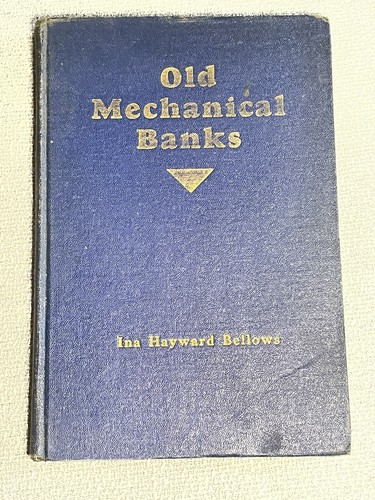 Old
Mechanical
Banks
Ina Hayward Bellows